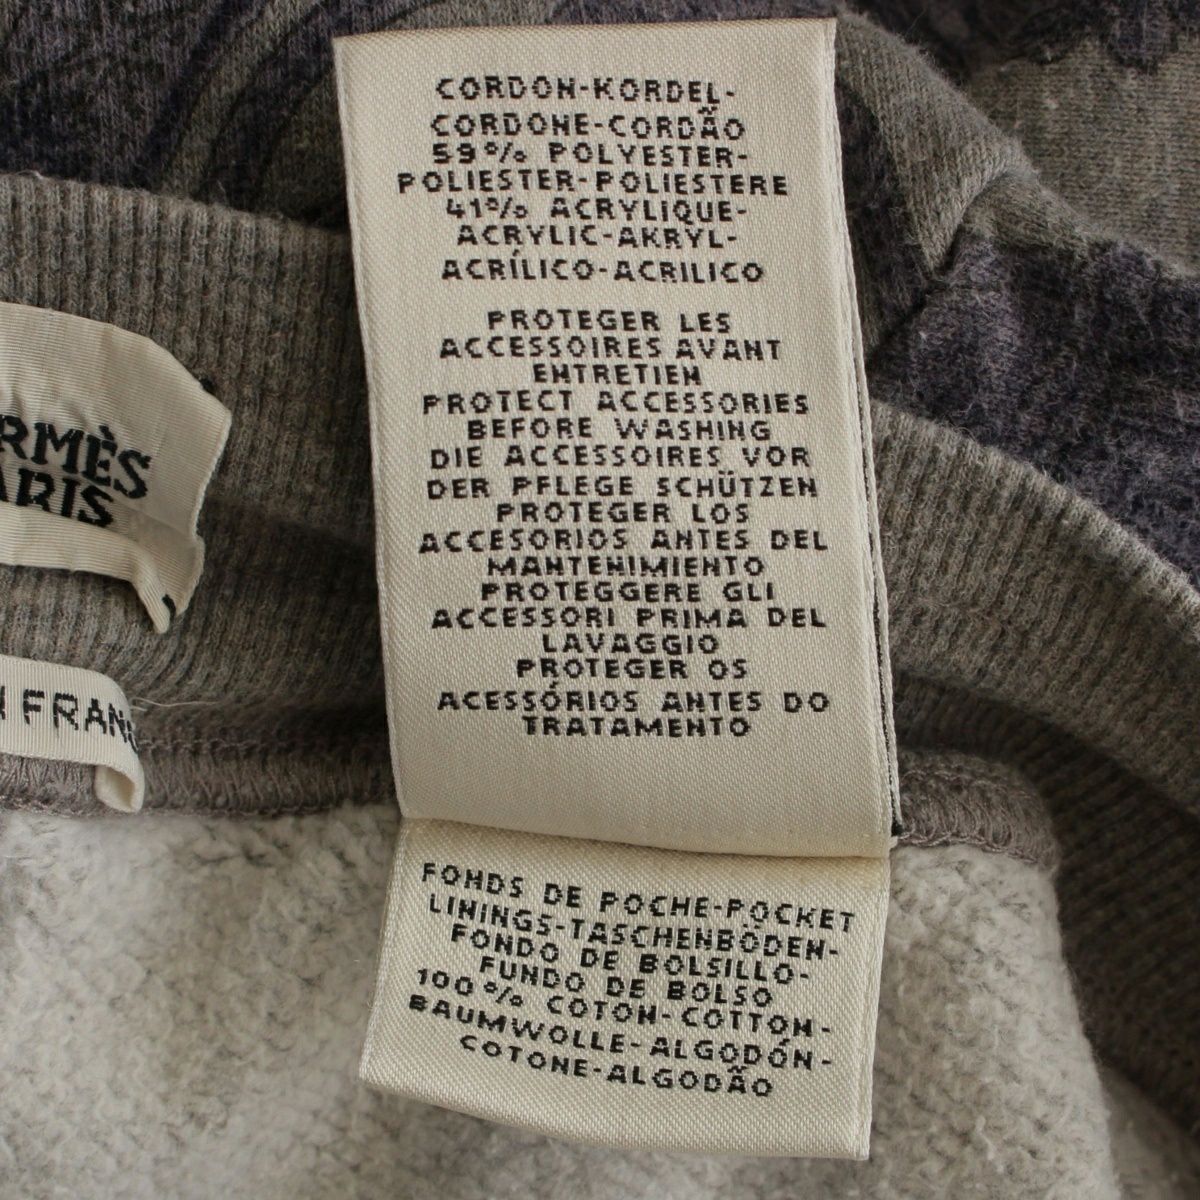 CORDON-KORDEL-
CORDONE-CORDÃO
59% POLYESTER-
POLIESTER-POLIESTERE
41% ACRYLIQUE-
ACRYLIC-AKRYL-
ACRÍLICO-ACRILICO
PROTEGER LES
ACCESSOIRES AVANT
ENTRETIEN
PROTECT ACCESSORIES
BEFORE WASHING
DIE ACCESSOIRES VOR
DER PFLEGE SCHÜTZEN
PROTEGER LOS
ACCESORIOS ANTES DEL
MANTENIMIENTO
PROTEGGERE GLI
ACCESSORI PRIMA DEL
LAVAGGIO
PROTEGER OS
ACESSÓRIOS ANTES DO
TRATAMENTO
FONDS DE POCHE-POCKET
LININGS-TASCHENBÖDEN-
FONDO DE BOLSILLO-
FUNDO DE BOLSO
100% COTON-COTTON-
BAUMWOLLE-ALGODÓN-
COTONE-ALGODÃO
RMÈS
ARIS
N FRANC